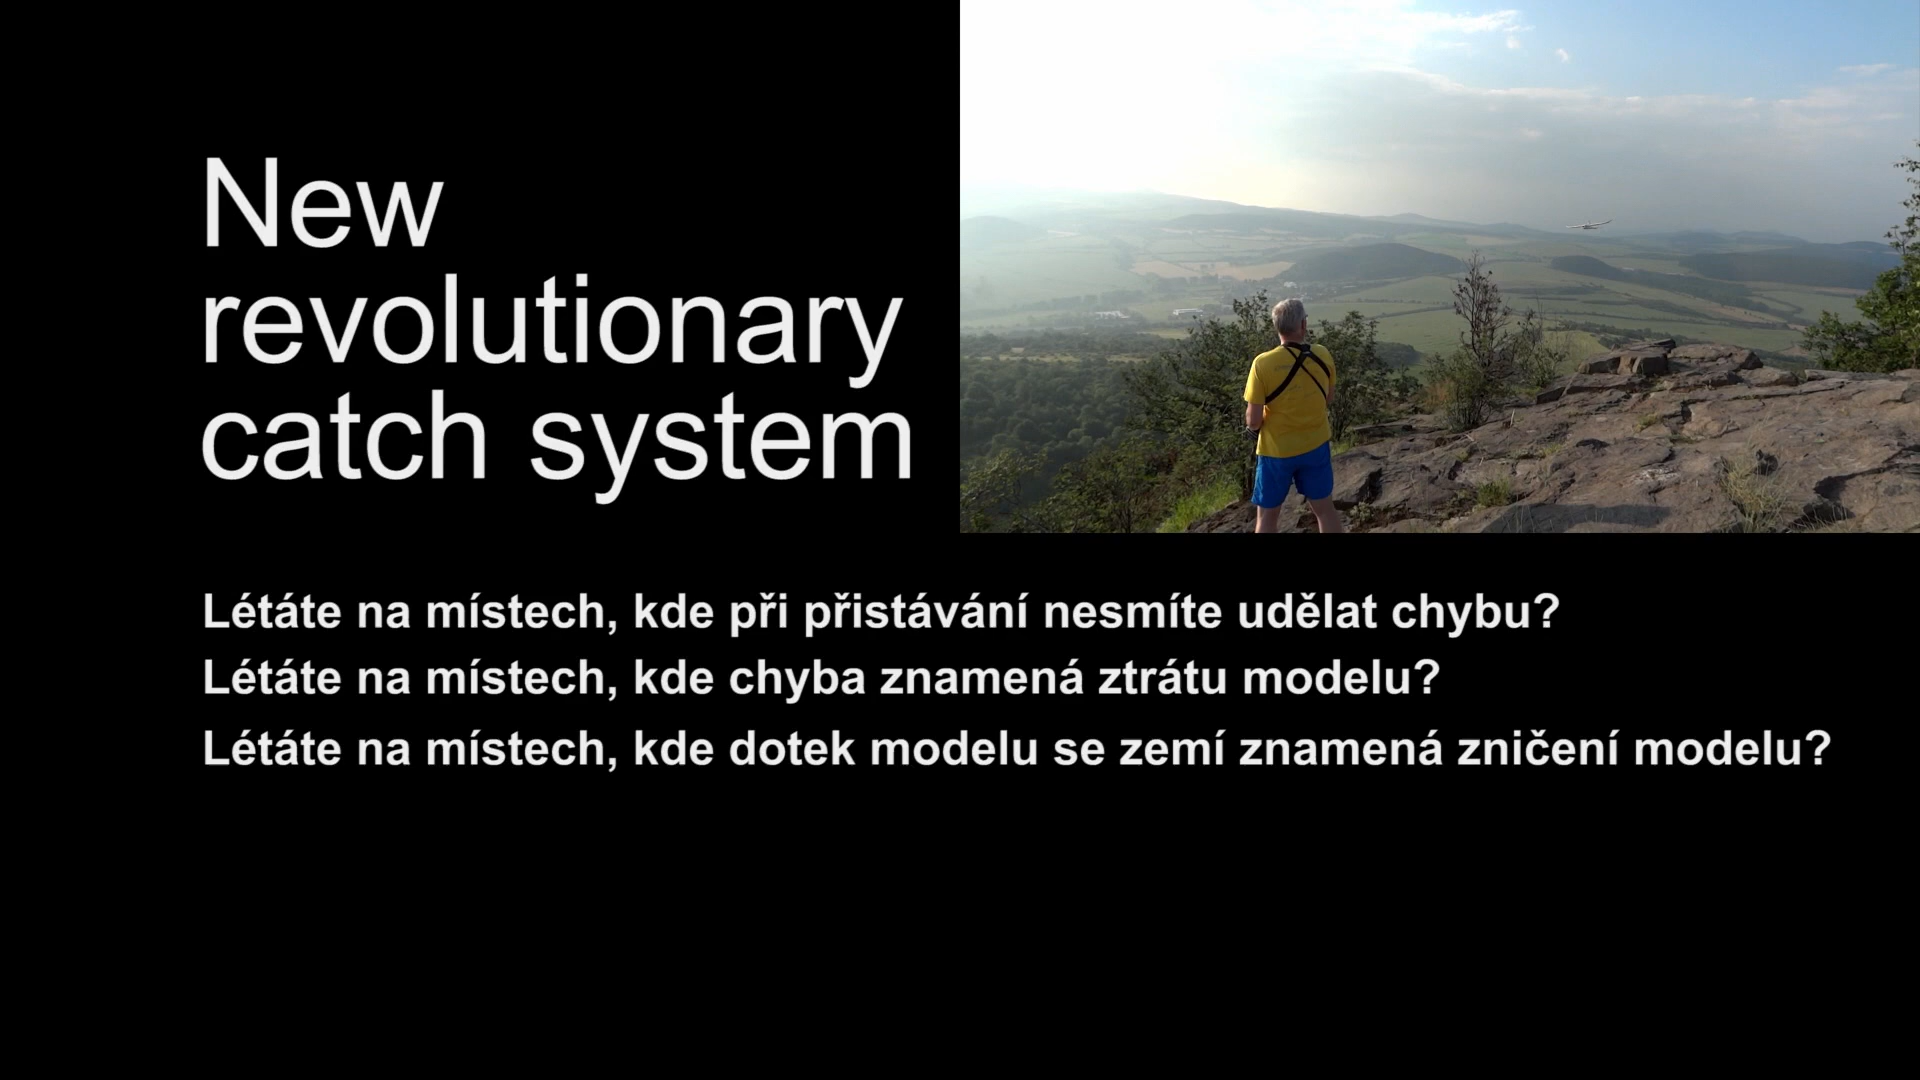 New
revolutionary
catch system
Létáte na místech, kde při přistávání nesmíte udělat chybu?
Létáte na místech, kde chyba znamená ztrátu modelu?
Létáte na místech, kde dotek modelu se zemí znamená zničení modelu?